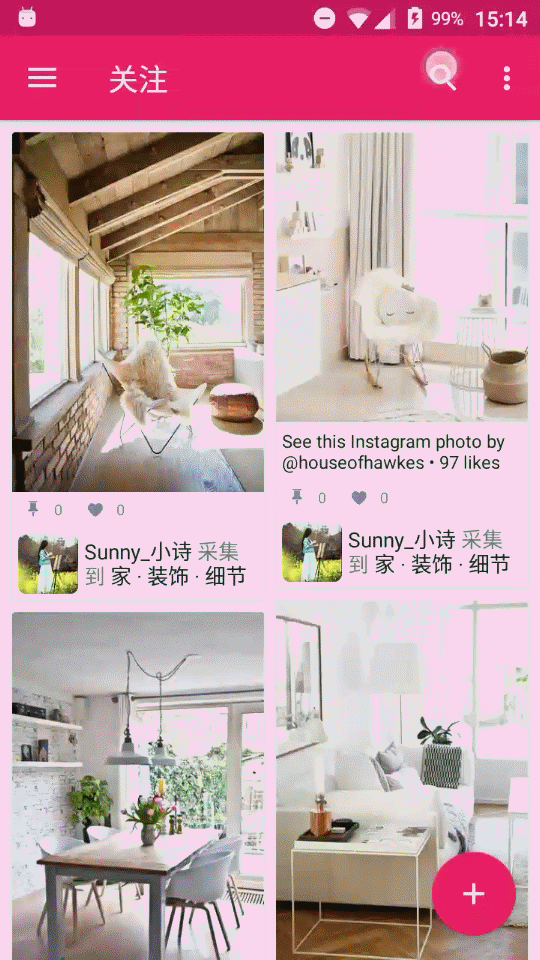 99% 15:14
关注
0 0
Sunny_小诗 采集
到 家 · 装饰 · 细节
See this Instagram photo by
@houseofhawkes • 97 likes
0 0
Sunny_小诗 采集
到 家 · 装饰 · 细节